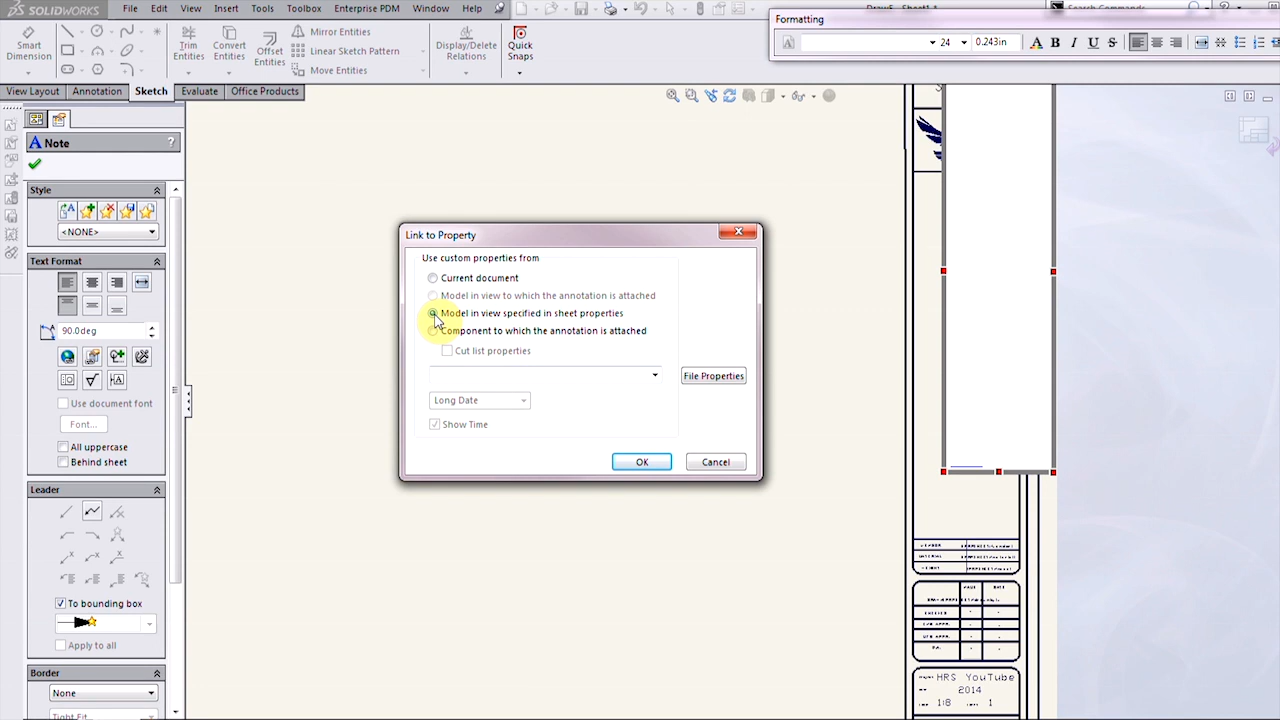 SOLIDWORKS File Edit View Insert Tools Toolbox Enterprise PDM Window Help Search Commands
Formatting
24 0.243in A B I U S
Smart Dimension
Trim Entities
Convert Entities
Offset Entities
Mirror Entities
Linear Sketch Pattern
Move Entities
Display/Delete Relations
Quick Snaps
View Layout Annotation Sketch Evaluate Office Products
A Note ?
Style
<NONE>
Text Format
90.0deg
Use document font
Font...
All uppercase
Behind sheet
Leader
To bounding box
Apply to all
Border
None
Tight Fit
Link to Property
Use custom properties from
Current document
Model in view to which the annotation is attached
Model in view specified in sheet properties
Component to which the annotation is attached
Cut list properties
File Properties
Long Date
Show Time
OK Cancel
HRS YouTube
2014
1:8 1